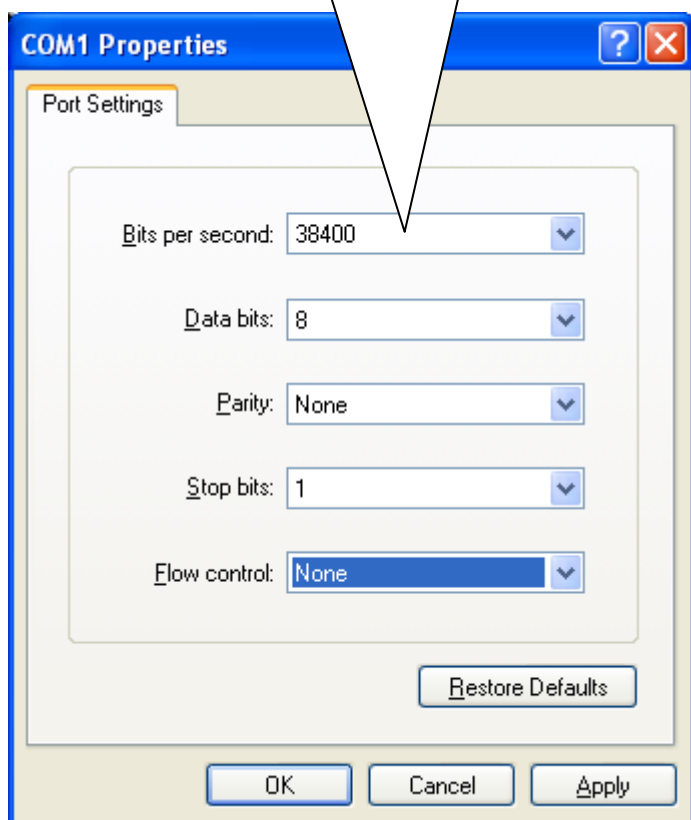 COM1 Properties
Port Settings
Bits per second: 38400
Data bits: 8
Parity: None
Stop bits: 1
Flow control: None
Restore Defaults
OK Cancel Apply